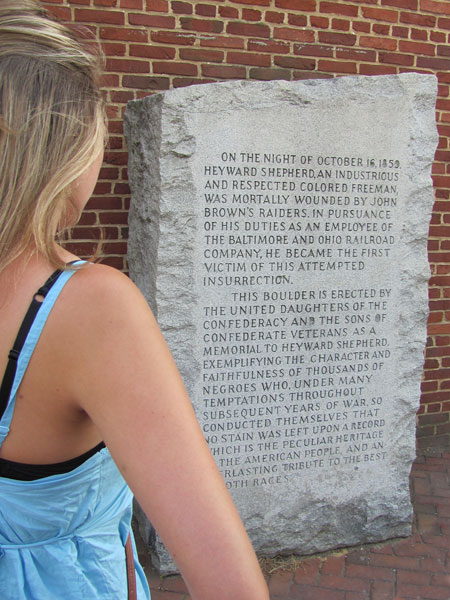 ON THE NIGHT OF OCTOBER 16, 1859,
HEYWARD SHEPHERD, AN INDUSTRIOUS
AND RESPECTED COLORED FREEMAN,
WAS MORTALLY WOUNDED BY JOHN
BROWN'S RAIDERS. IN PURSUANCE
OF HIS DUTIES AS AN EMPLOYEE OF
THE BALTIMORE AND OHIO RAILROAD
COMPANY, HE BECAME THE FIRST
VICTIM OF THIS ATTEMPTED
INSURRECTION.
THIS BOULDER IS ERECTED BY
THE UNITED DAUGHTERS OF THE
CONFEDERACY AND THE SONS OF
CONFEDERATE VETERANS AS A
MEMORIAL TO HEYWARD SHEPHERD,
EXEMPLIFYING THE CHARACTER AND
FAITHFULNESS OF THOUSANDS OF
NEGROES WHO, UNDER MANY
TEMPTATIONS THROUGHOUT
SUBSEQUENT YEARS OF WAR, SO
CONDUCTED THEMSELVES THAT
NO STAIN WAS LEFT UPON A RECORD
WHICH IS THE PECULIAR HERITAGE
THE AMERICAN PEOPLE, AND AN
TRIBUTE TO THE BEST
RACES.